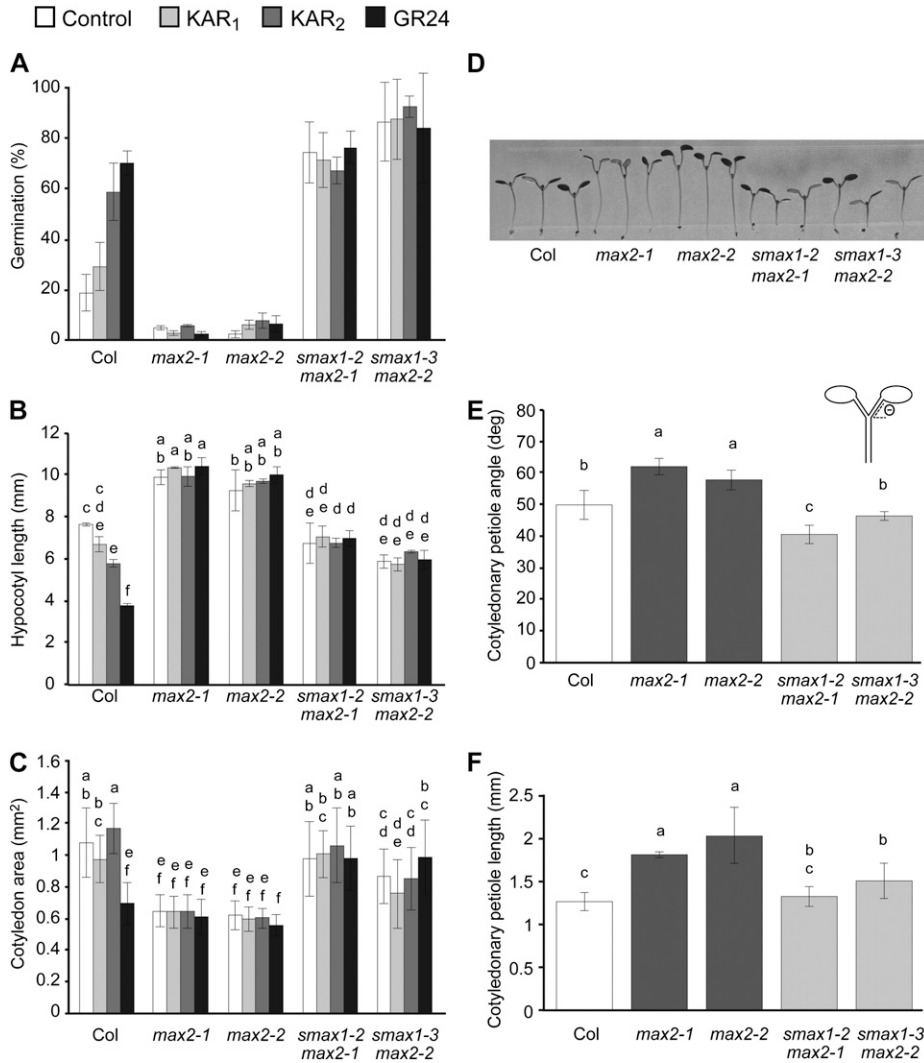 Control KAR1 KAR2 GR24
A
Germination (%)
100
80
60
40
20
0
Col max2-1 max2-2 smax1-2 smax1-3
max2-1 max2-2
B
Hypocotyl length (mm)
12
10
8
6
4
2
0
a a a a a
b a b a b b b b
c c
d
e e
f
d d d d d d
e e d d e e e e
Col max2-1 max2-2 smax1-2 smax1-3
max2-1 max2-2
C
Cotyledon area (mm2)
1.6
1.4
1.2
1
0.8
0.6
0.4
0.2
0
a b a e
b c f
e e e e e e e
f f f f f f f f
a b a a
b c b b
c d c b
d e d c
Col max2-1 max2-2 smax1-2 smax1-3
max2-1 max2-2
D
Col max2-1 max2-2 smax1-2 smax1-3
max2-1 max2-2
E
Cotyledonary petiole angle (deg)
80
70
60
50
40
30
20
10
0
b a a c b
Θ
Col max2-1 max2-2 smax1-2 smax1-3
max2-1 max2-2
F
Cotyledonary petiole length (mm)
2.5
2
1.5
1
0.5
0
c a a b b
c
Col max2-1 max2-2 smax1-2 smax1-3
max2-1 max2-2